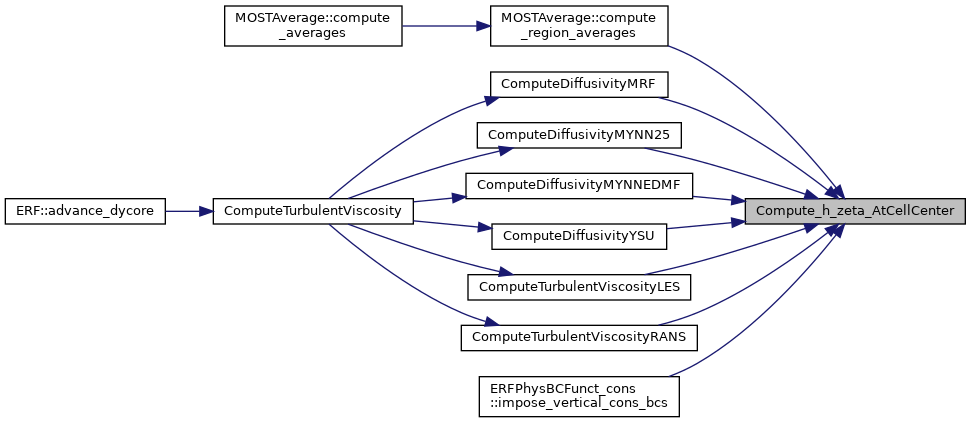 MOSTAverage::compute
_averages
MOSTAverage::compute
_region_averages
ComputeDiffusivityMRF
ComputeDiffusivityMYNN25
ComputeDiffusivityMYNNEDMF
ERF::advance_dycore
ComputeTurbulentViscosity
Compute_h_zeta_AtCellCenter
ComputeDiffusivityYSU
ComputeTurbulentViscosityLES
ComputeTurbulentViscosityRANS
ERFPhysBCFunct_cons
::impose_vertical_cons_bcs